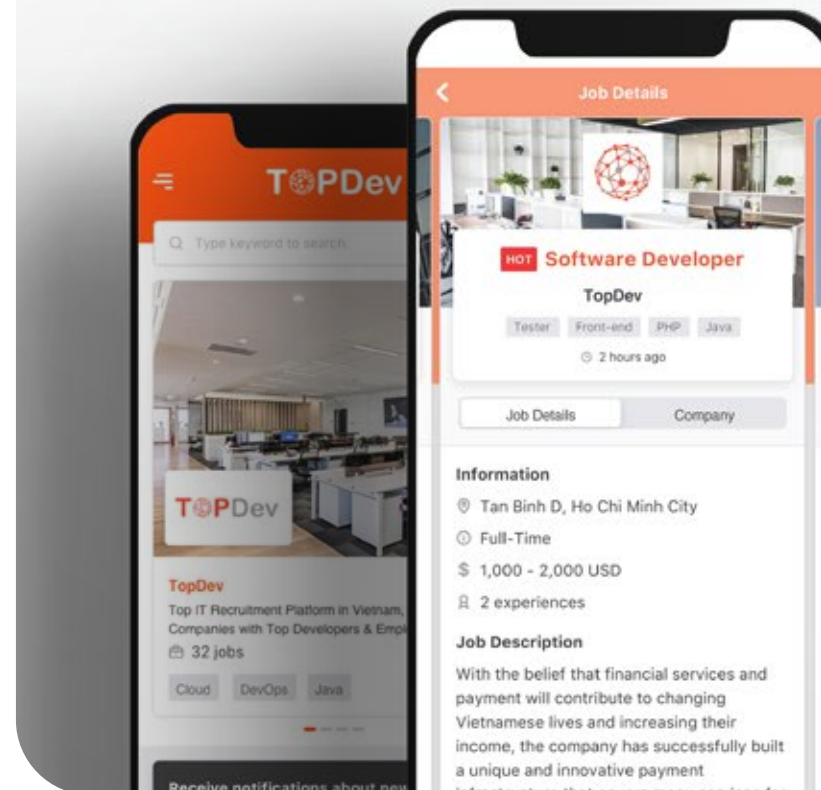 TOPDev
Type keyword to search.
TOPDev
TopDev
Top IT Recruitment Platform in Vietnam,
Companies with Top Developers &
32 jobs
Cloud DevOps Java
Receive notifications about new
Job Details
HOT Software Developer
TopDev
Tester Front-end PHP Java
2 hours ago
Job Details Company
Information
Tan Binh D, Ho Chi Minh City
Full-Time
$ 1,000 - 2,000 USD
2 experiences
Job Description
With the belief that financial services and
payment will contribute to changing
Vietnamese lives and increasing their
income, the company has successfully built
a unique and innovative payment